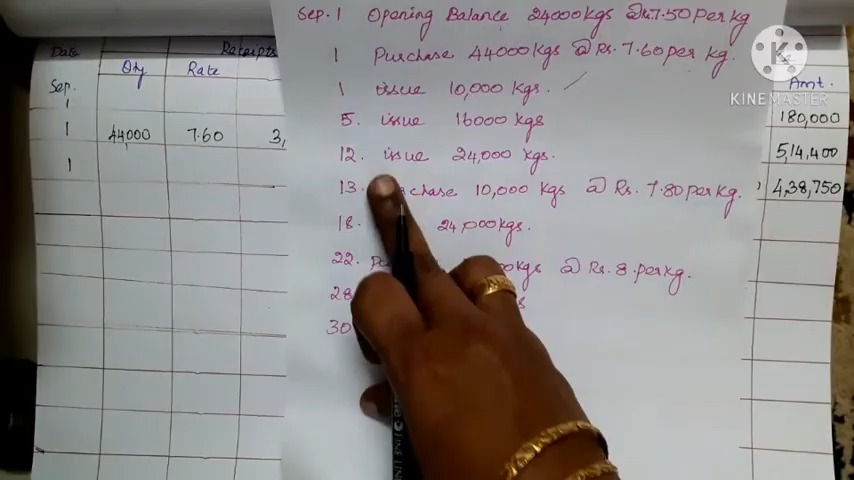 Sep. 1 Opening Balance 24000 kgs @ Rs. 7.50 Per kg
1 Purchase 44000 kgs @ Rs. 7.60 per kg.
1 issue 10,000 kgs.
5. issue 16000 kgs
12. issue 24,000 kgs.
13. Purchase 10,000 kgs @ Rs. 7.80 per kg.
18. 24,000 kgs.
22. kgs @ Rs. 8. per kg.
28
30
Date Receipts
Qty Rate
Sep.
1
1 44000 7.60 3,
1
Amt.
180,000
5,14,400
4,38,750
KINEMASTER